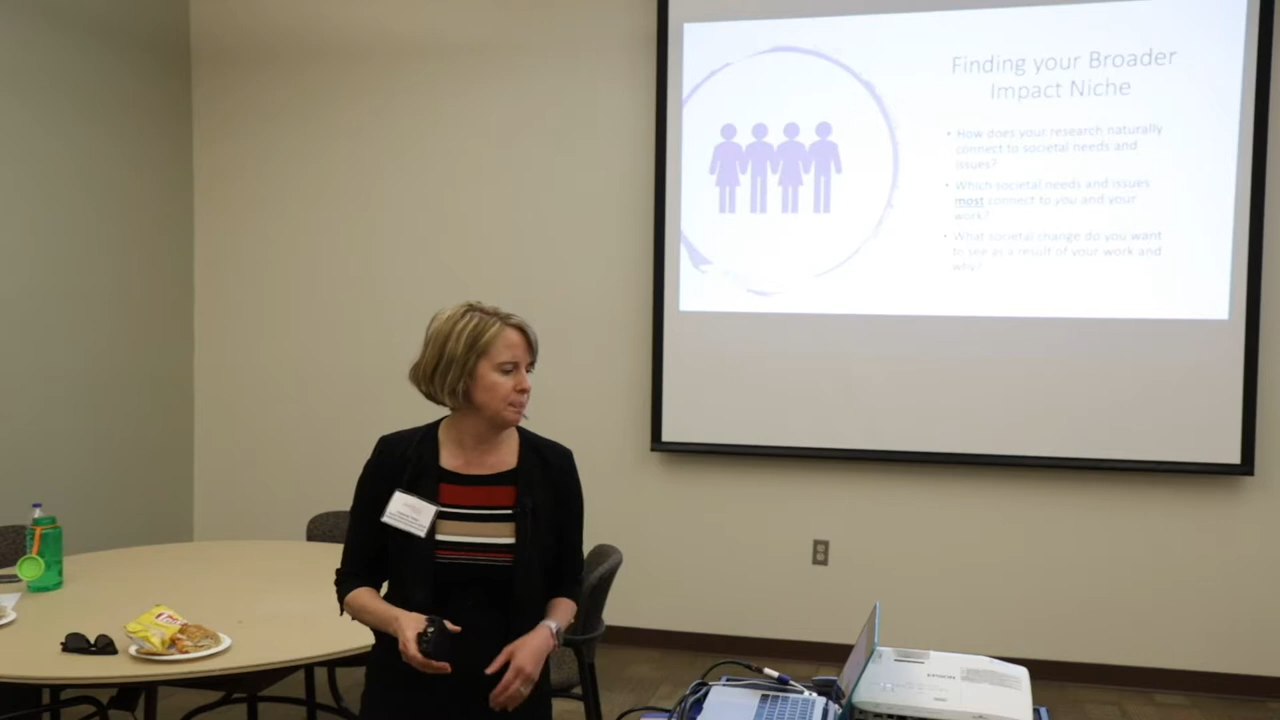 Finding your Broader
Impact Niche
• How does your research naturally
connect to societal needs and
issues?
• Which societal needs and issues
most connect to you and your
work?
• What societal change do you want
to see as a result of your work and
why?